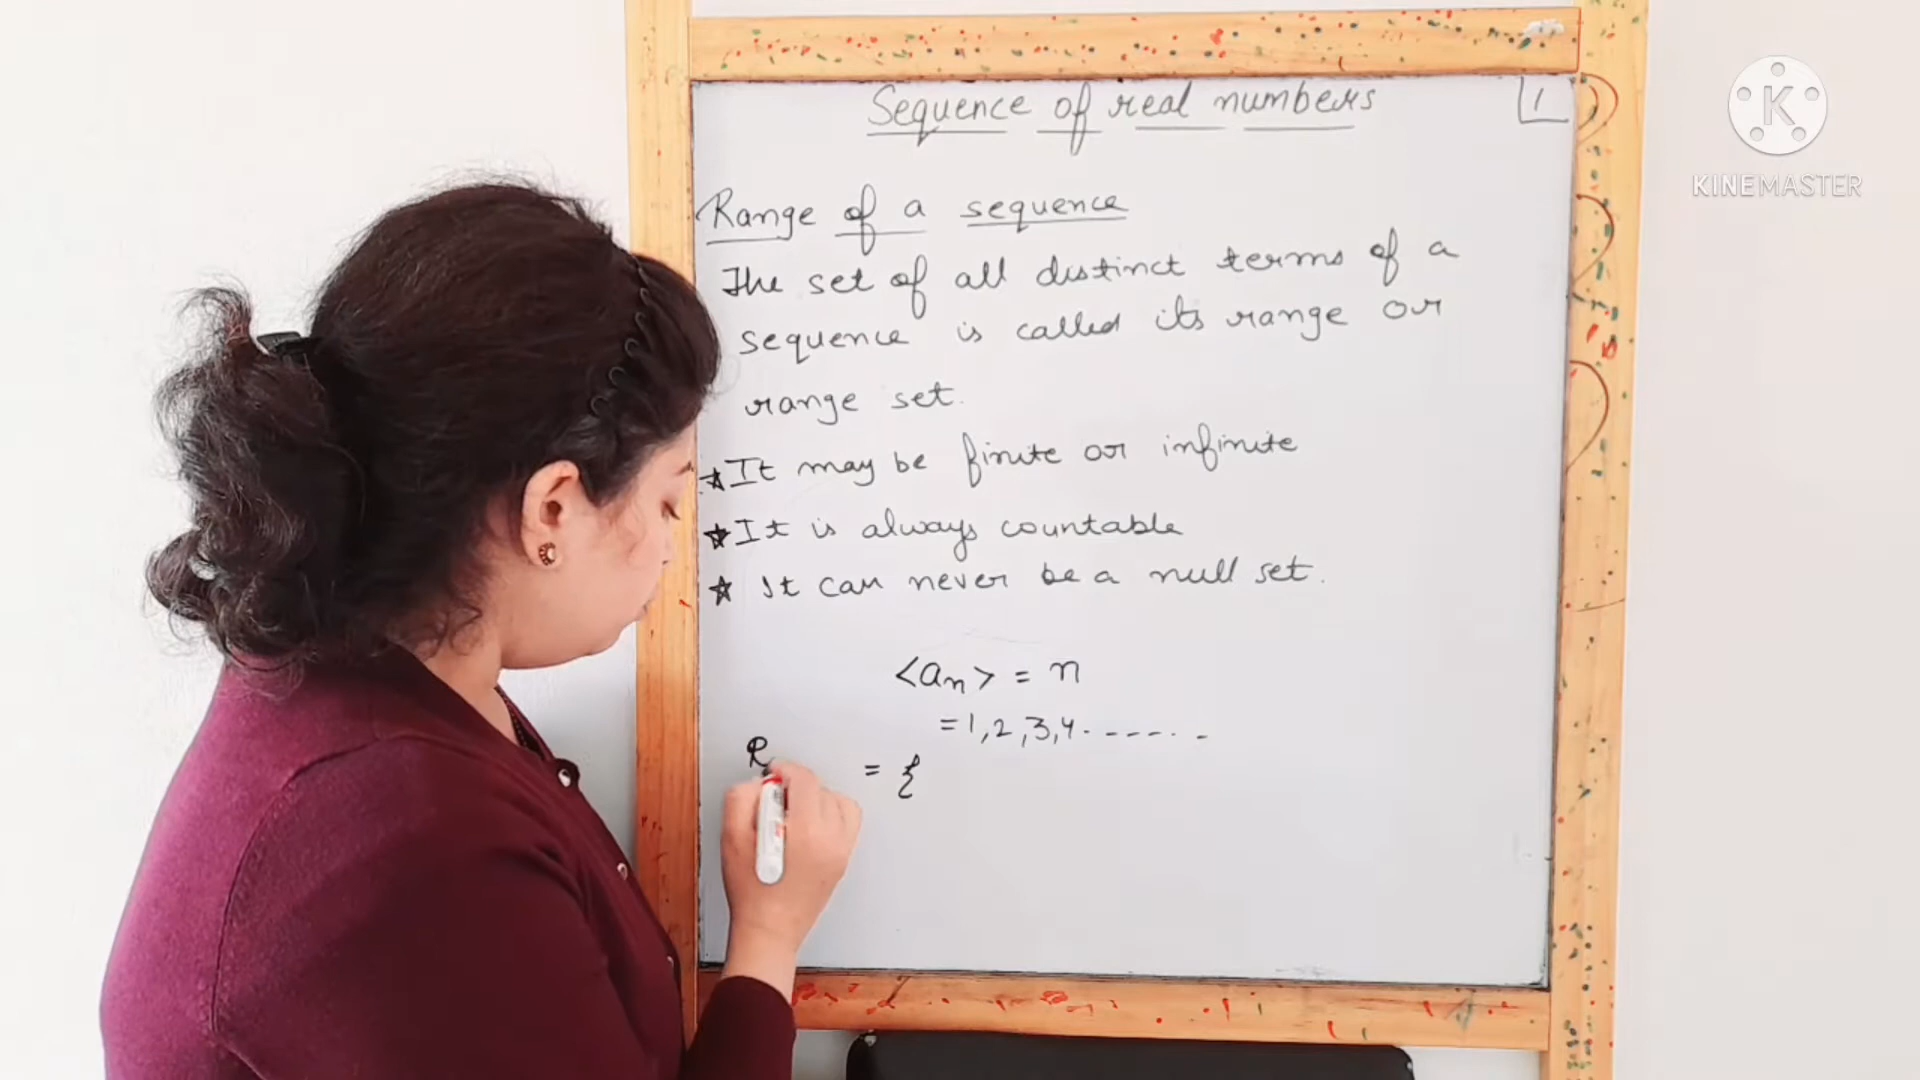 Sequence of real numbers
1
Range of a sequence
The set of all distinct terms of a
sequence is called its range or
range set.
★ It may be finite or infinite
★ It is always countable
★ It can never be a null set.
<aₙ> = n
= 1, 2, 3, 4 . - - - - . . -
R = {
K
KINEMASTER